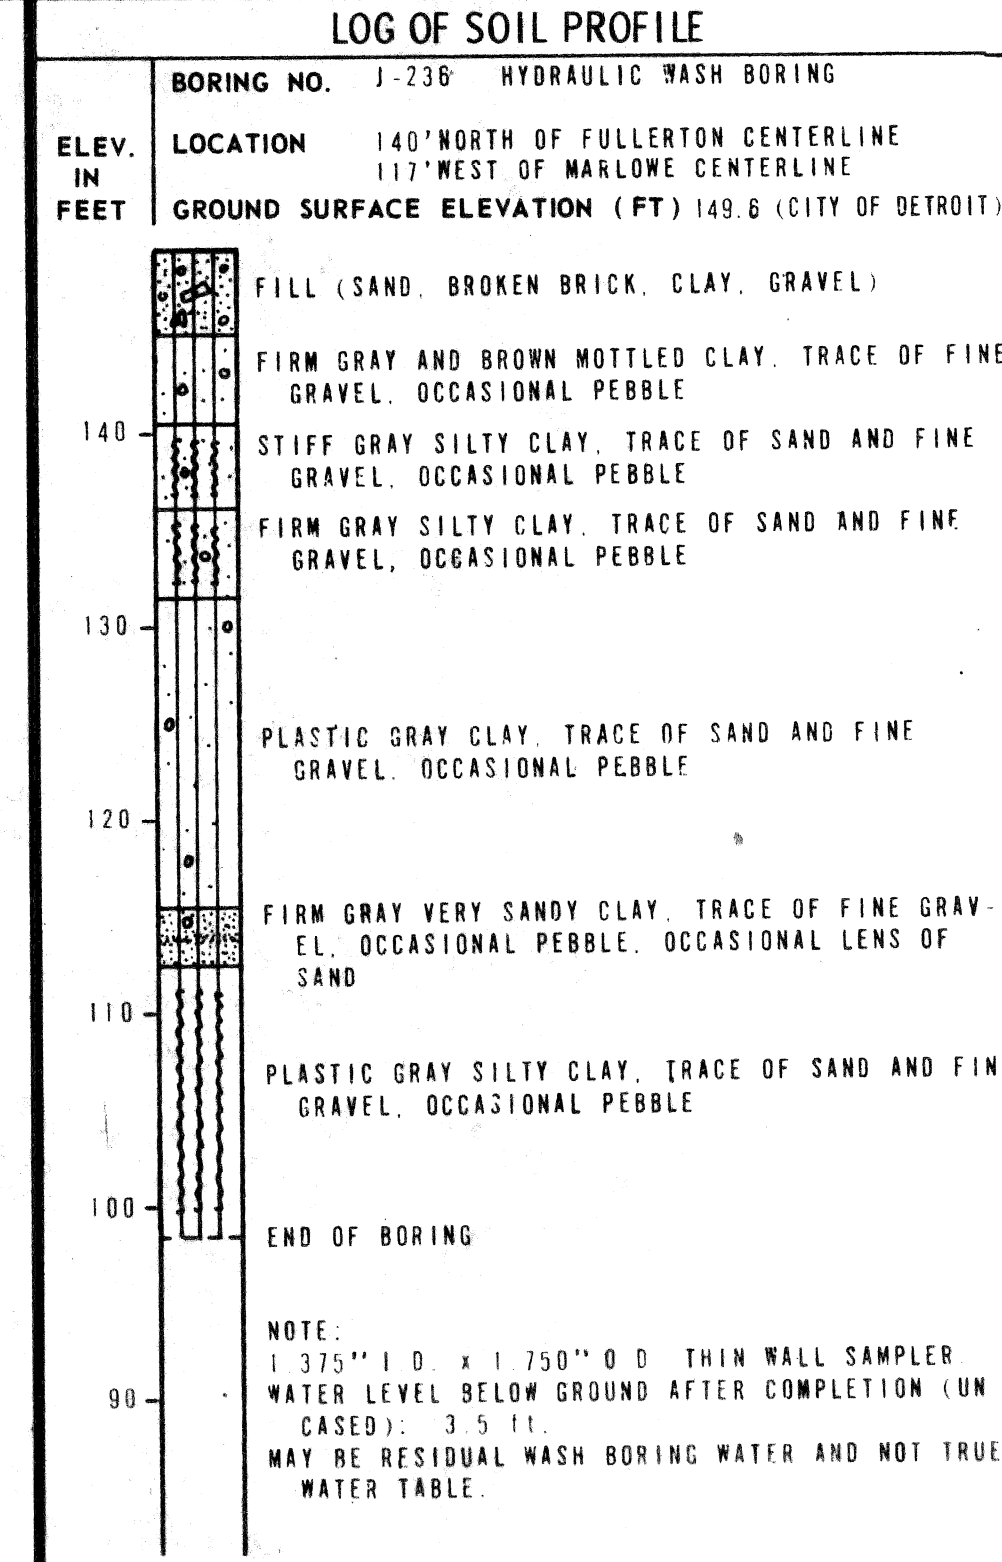 LOG OF SOIL PROFILE
BORING NO. J-236 HYDRAULIC WASH BORING
ELEV. IN FEET
LOCATION 140'NORTH OF FULLERTON CENTERLINE
117'WEST OF MARLOWE CENTERLINE
GROUND SURFACE ELEVATION (FT) 149.6 (CITY OF DETROIT)
FILL (SAND, BROKEN BRICK, CLAY, GRAVEL)
FIRM GRAY AND BROWN MOTTLED CLAY, TRACE OF FINE
GRAVEL, OCCASIONAL PEBBLE
140
STIFF GRAY SILTY CLAY, TRACE OF SAND AND FINE
GRAVEL, OCCASIONAL PEBBLE
FIRM GRAY SILTY CLAY, TRACE OF SAND AND FINE
GRAVEL, OCCASIONAL PEBBLE
130
PLASTIC GRAY CLAY, TRACE OF SAND AND FINE
GRAVEL, OCCASIONAL PEBBLE
120
FIRM GRAY VERY SANDY CLAY, TRACE OF FINE GRAV-
EL, OCCASIONAL PEBBLE, OCCASIONAL LENS OF
SAND
110
PLASTIC GRAY SILTY CLAY, TRACE OF SAND AND FIN
GRAVEL, OCCASIONAL PEBBLE
100
END OF BORING
NOTE:
1.375" I.D. x 1.750" O.D. THIN WALL SAMPLER
90
WATER LEVEL BELOW GROUND AFTER COMPLETION (UN
CASED): 3.5 ft.
MAY BE RESIDUAL WASH BORING WATER AND NOT TRUE
WATER TABLE.